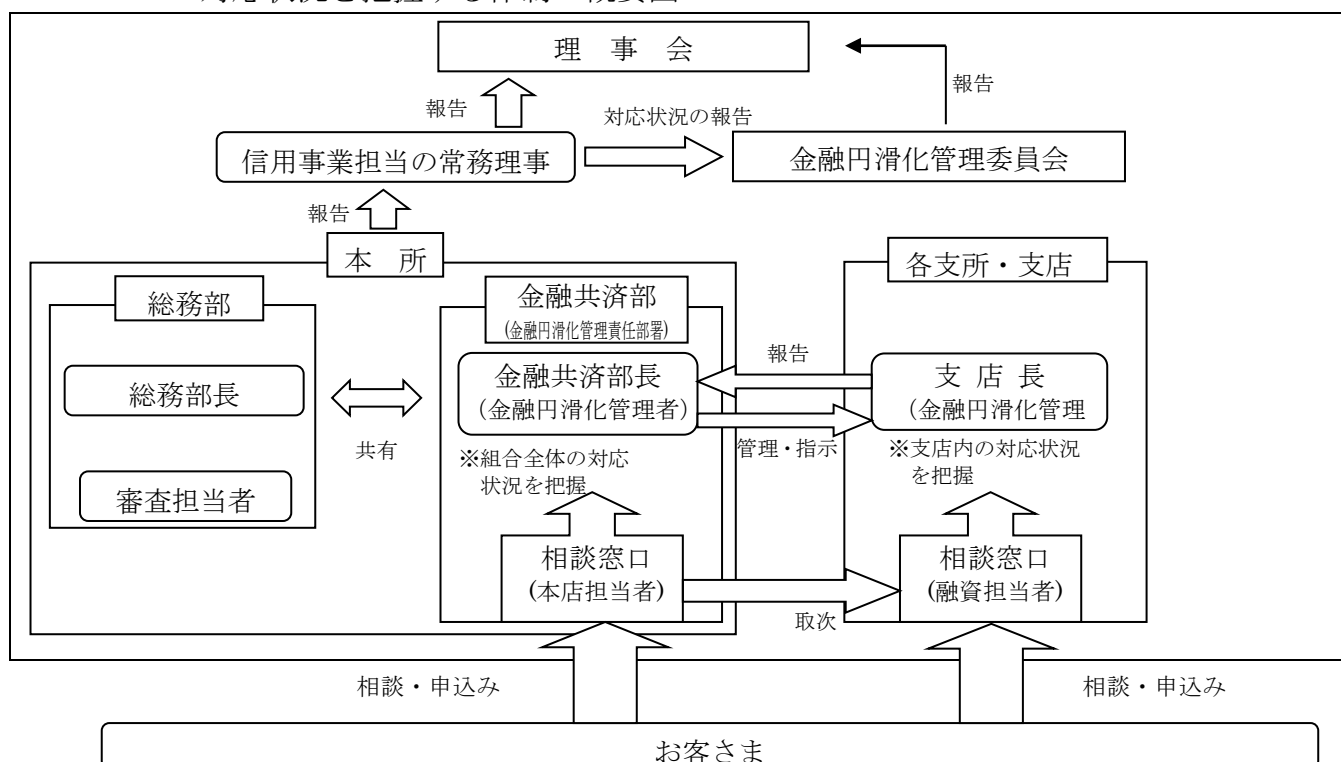 理 事 会
報告
報告
対応状況の報告
信用事業担当の常務理事
金融円滑化管理委員会
報告
本 所
各支所・支店
総務部
金融共済部
(金融円滑化管理責任部署)
報告
総務部長
金融共済部長
(金融円滑化管理者)
支 店 長
(金融円滑化管理
共有
管理・指示
※組合全体の対応
状況を把握
※支店内の対応状況
を把握
審査担当者
相談窓口
(本店担当者)
相談窓口
(融資担当者)
取次
相談・申込み
相談・申込み
お客さま